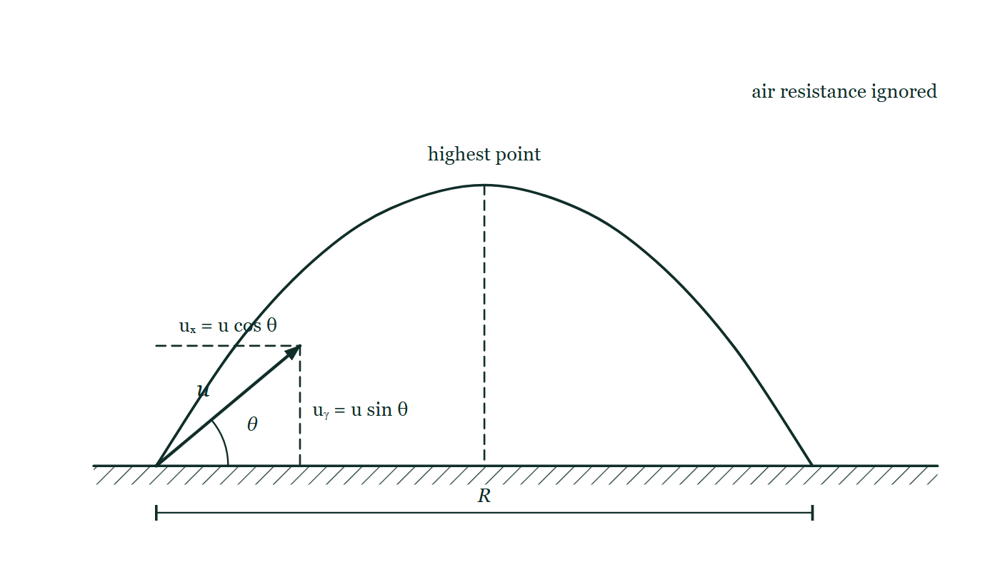 air resistance ignored
highest point
uₓ = u cos θ
u
θ
uᵧ = u sin θ
R